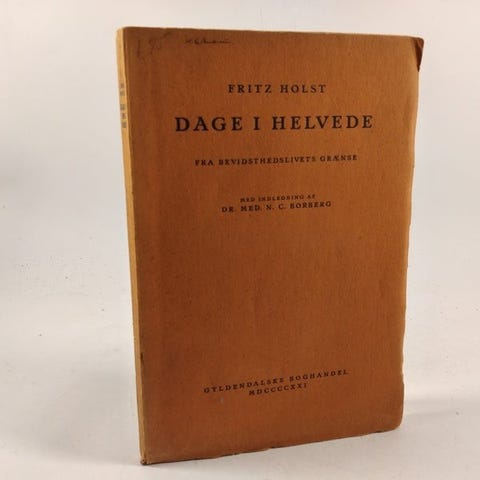 FRITZ HOLST
DAGE I HELVEDE
FRA BEVIDSTHEDSLIVETS GRÆNSE
MED INDLEDNING AF
DR. MED. N. C. BORBERG
GYLDENDALSKE BOGHANDEL
MDCCCCXXI